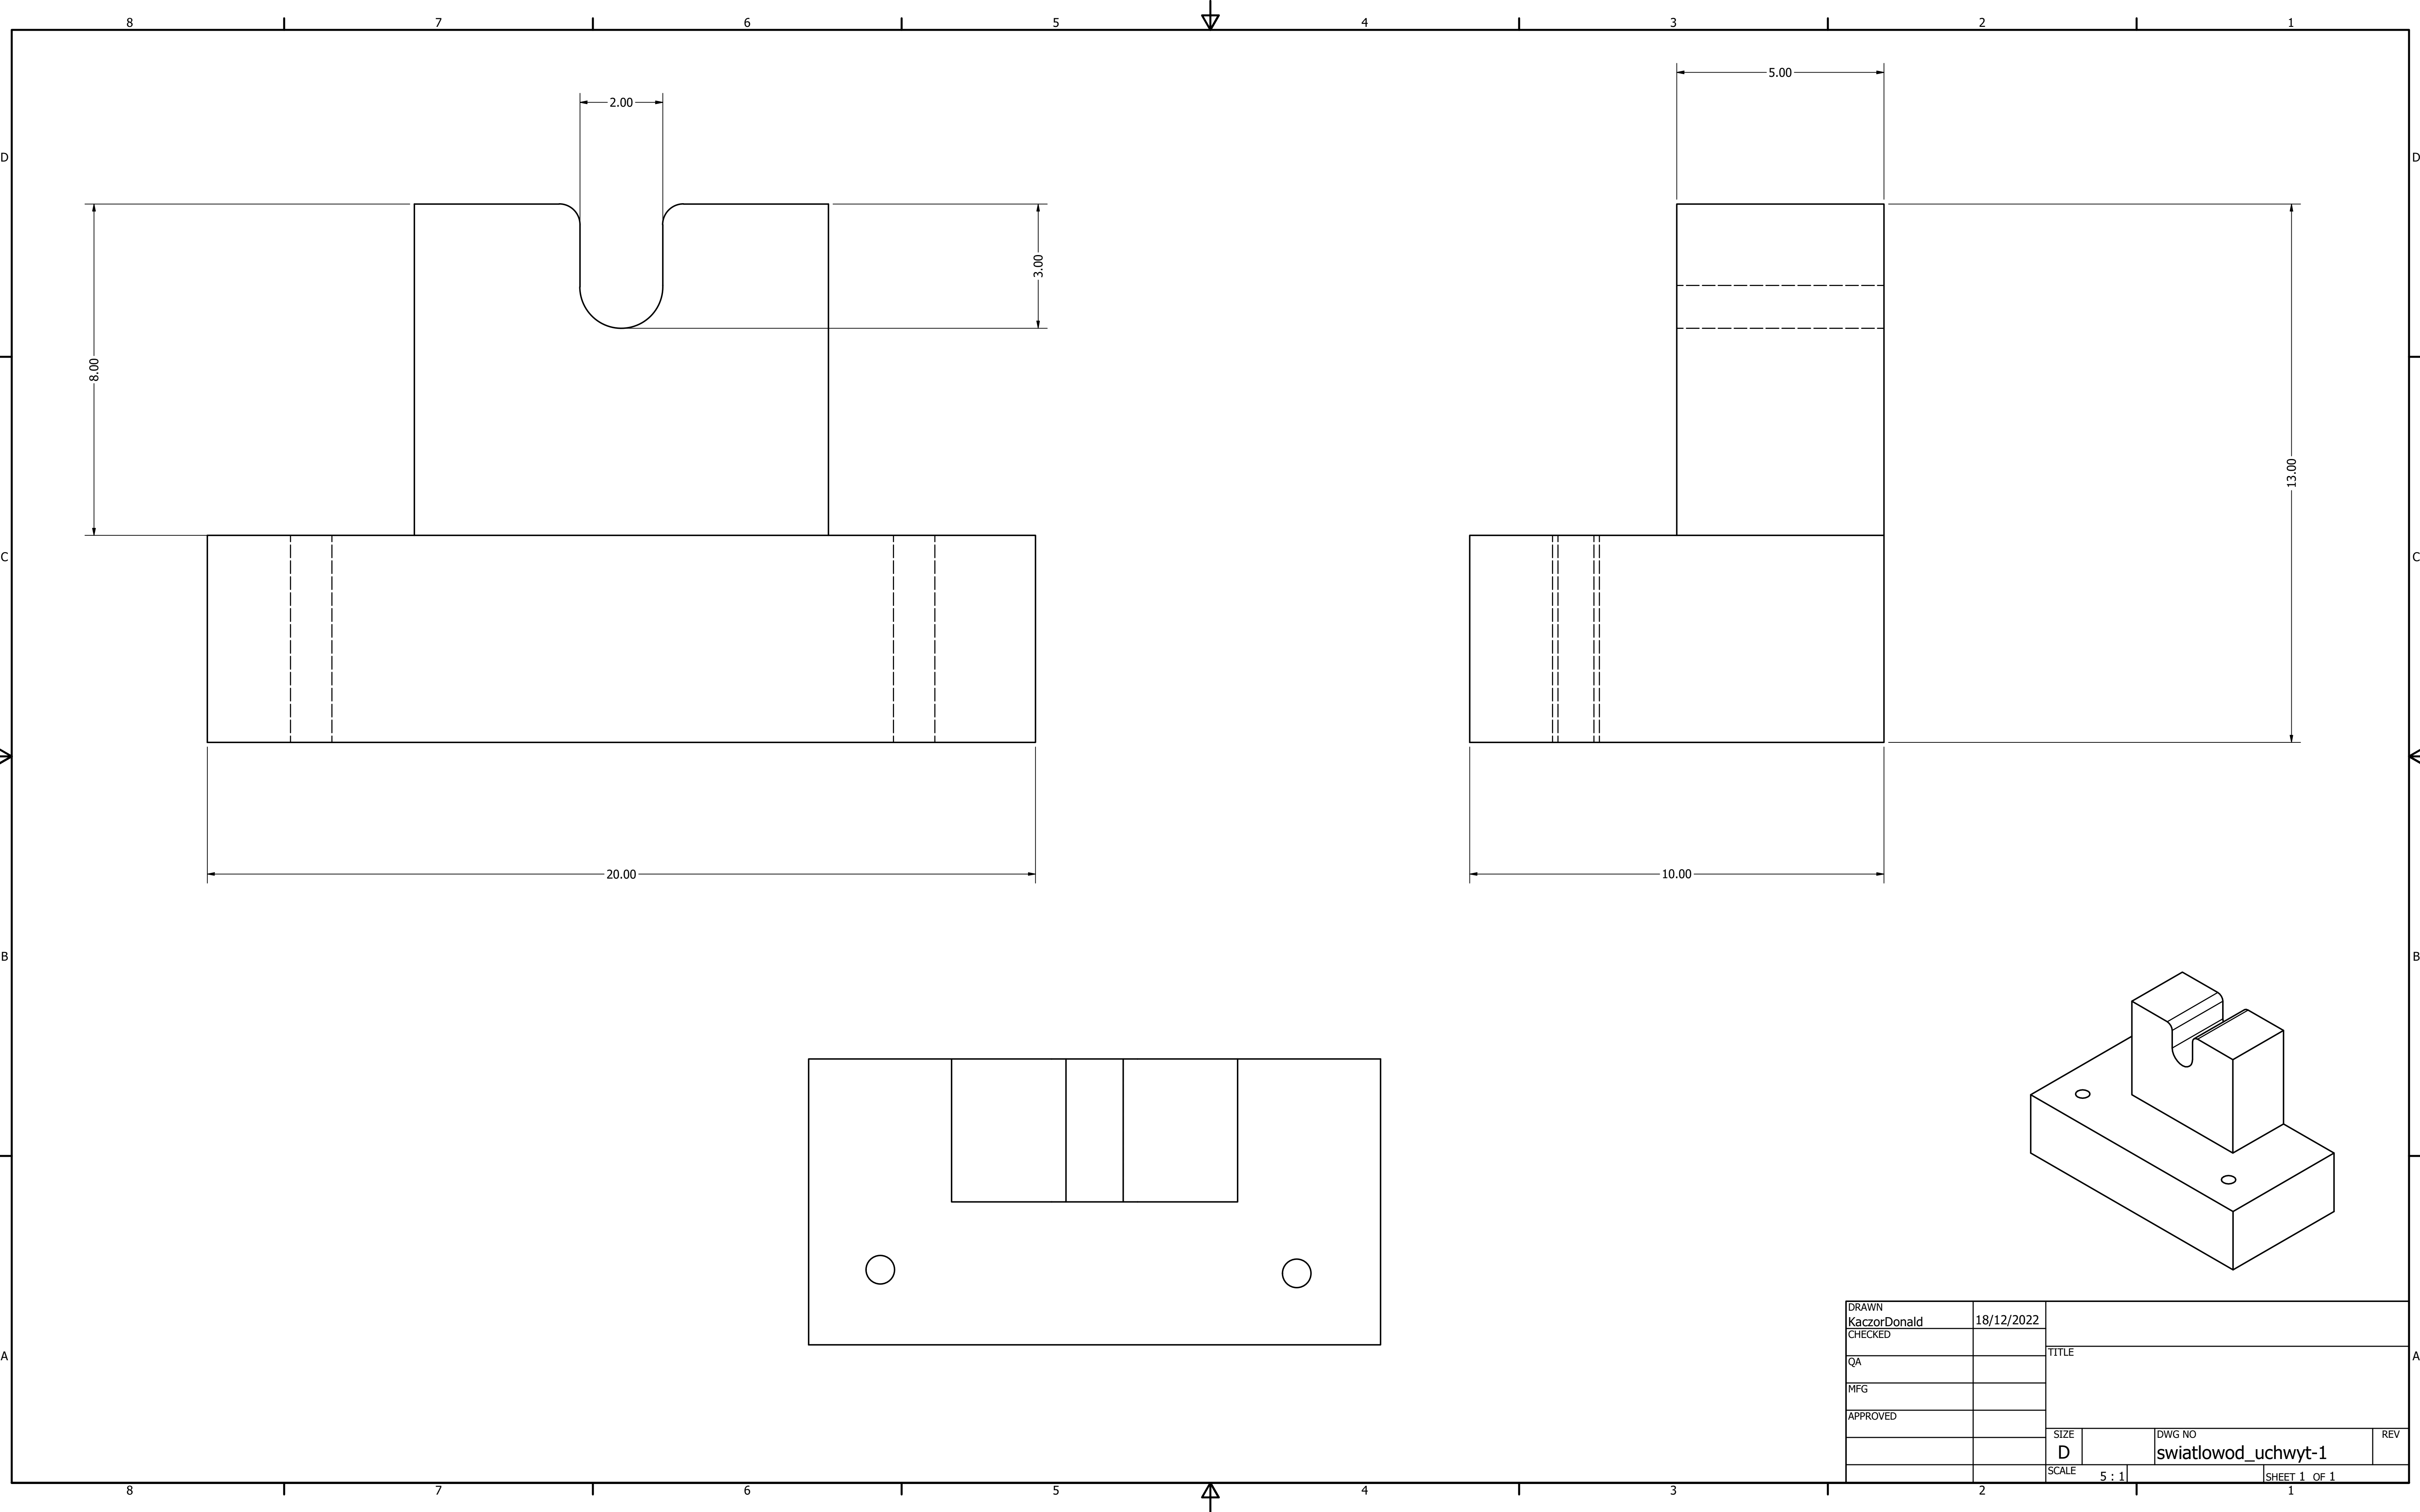 8 7 6 5 4 3 2 1
5.00
2.00
D D
3.00
8.00
13.00
C C
20.00 10.00
B B
DRAWN
KaczorDonald 18/12/2022
CHECKED
TITLE
A A
QA
MFG
APPROVED
SIZE DWG NO REV
D swiatlowod_uchwyt-1
SCALE 5 : 1 SHEET 1 OF 1
8 7 6 5 4 3 2 1